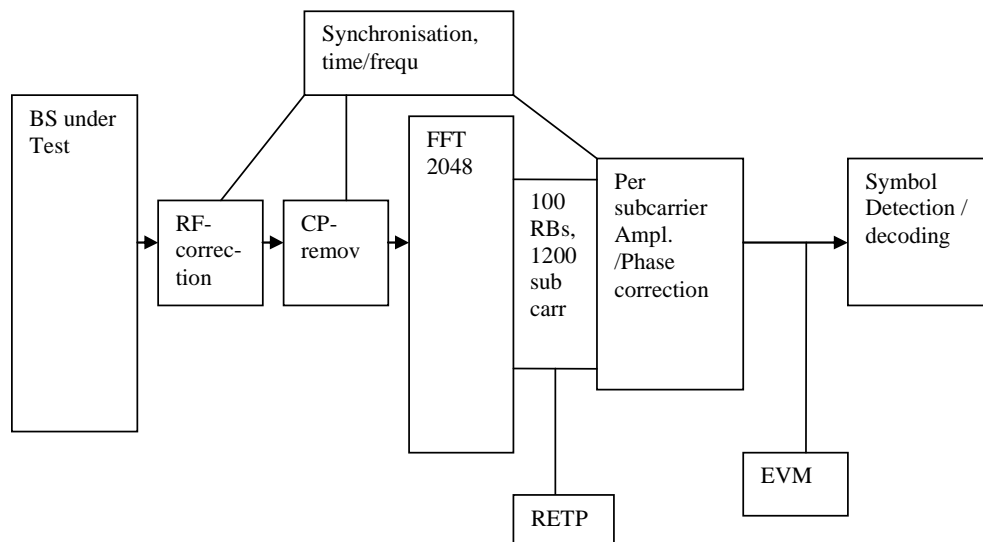 Synchronisation,
time/frequ
BS under
Test
FFT
2048
RF-
correc-
tion
CP-
remov
100
RBs,
1200
sub
carr
Per
subcarrier
Ampl.
/Phase
correction
Symbol
Detection /
decoding
EVM
RETP